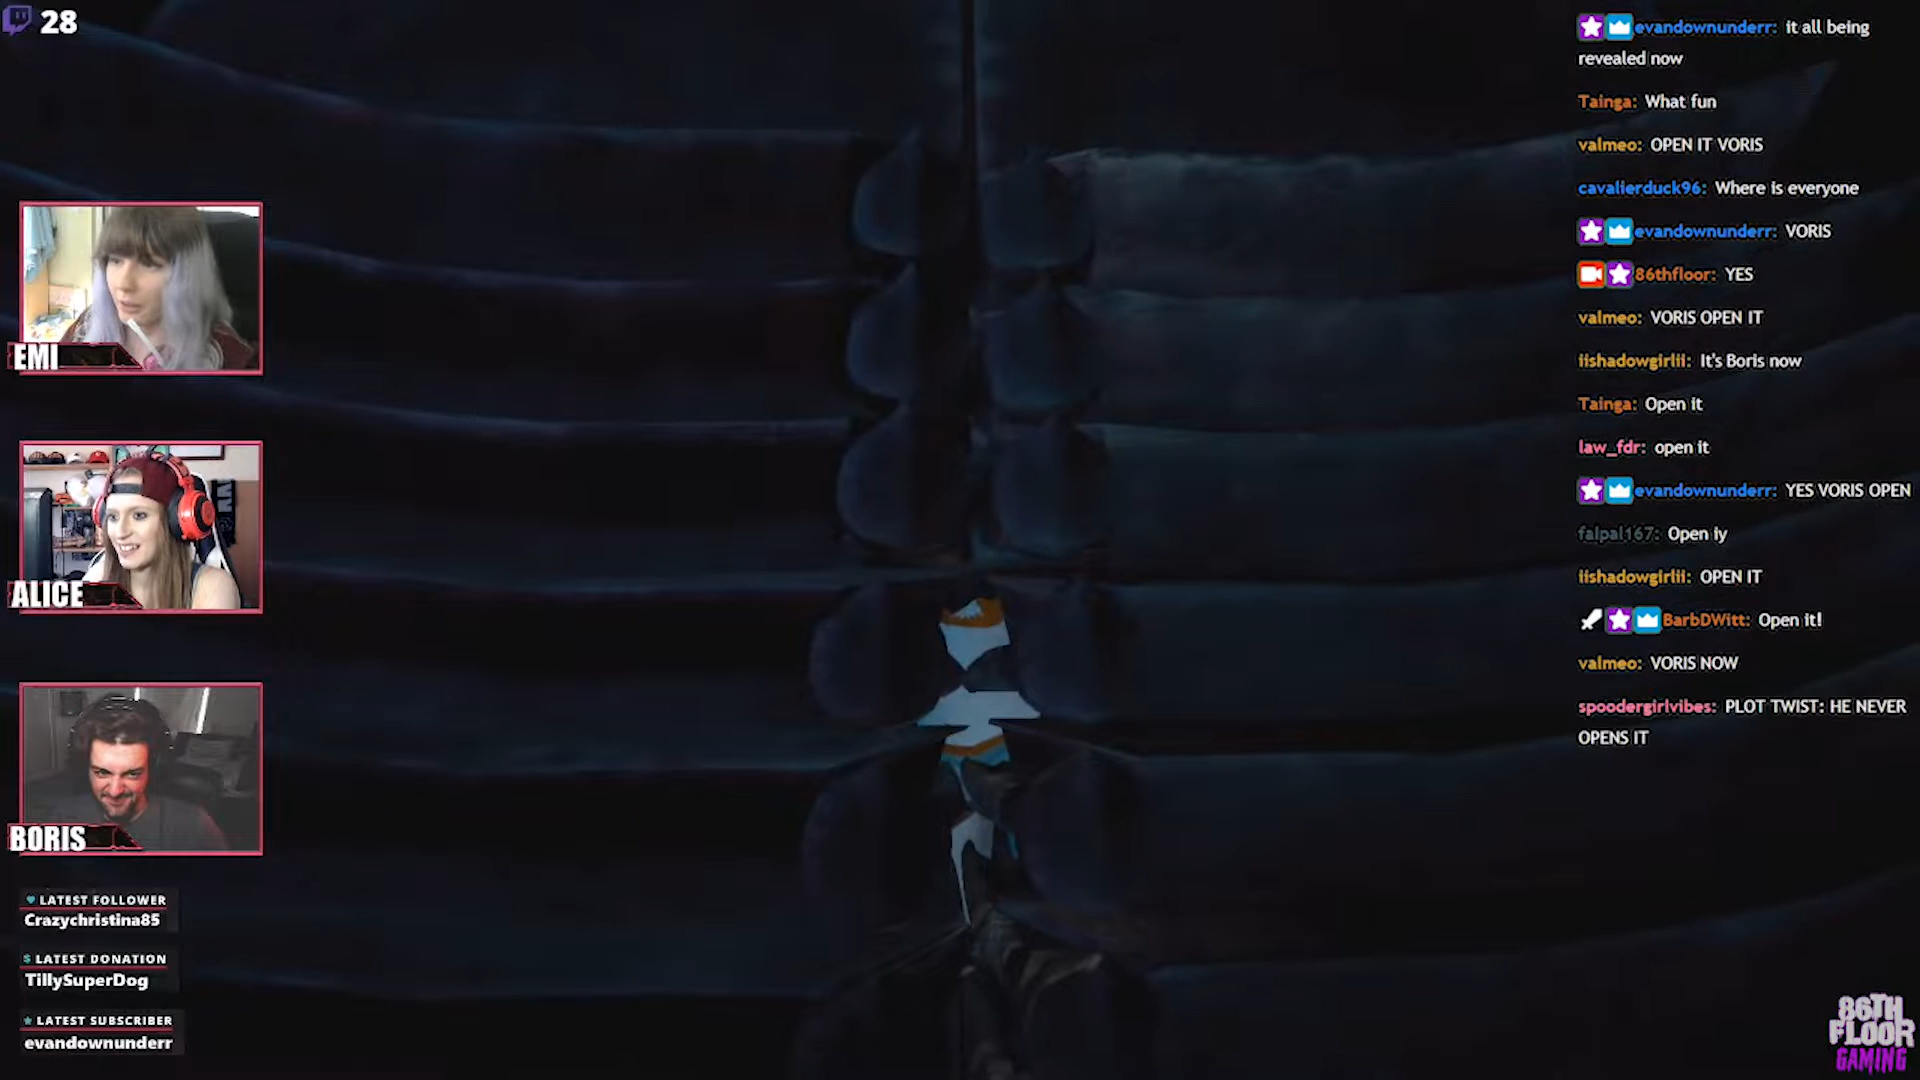 28
EMI
ALICE
BORIS
LATEST FOLLOWER
Crazychristina85
LATEST DONATION
TillySuperDog
LATEST SUBSCRIBER
evandownunderr
evandownunderr: it all being
revealed now
Tainga: What fun
valmeo: OPEN IT VORIS
cavalierduck96: Where is everyone
evandownunderr: VORIS
86thfloor: YES
valmeo: VORIS OPEN IT
iishadowgirlii: It's Boris now
Tainga: Open it
law_fdr: open it
evandownunderr: YES VORIS OPEN
falpal167: Open iy
iishadowgirlii: OPEN IT
BarbDWitt: Open it!
valmeo: VORIS NOW
spoodergirlvibes: PLOT TWIST: HE NEVER
OPENS IT
86TH
FLOOR
GAMING